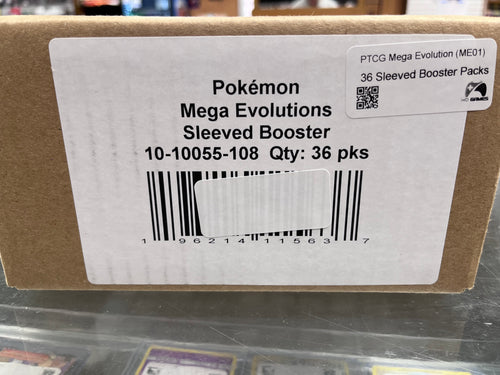 PTCG Mega Evolution (ME01)
36 Sleeved Booster Packs
GAMES
Pokémon
Mega Evolutions
Sleeved Booster
10-10055-108 Qty: 36 pks
1 96214 11563 7